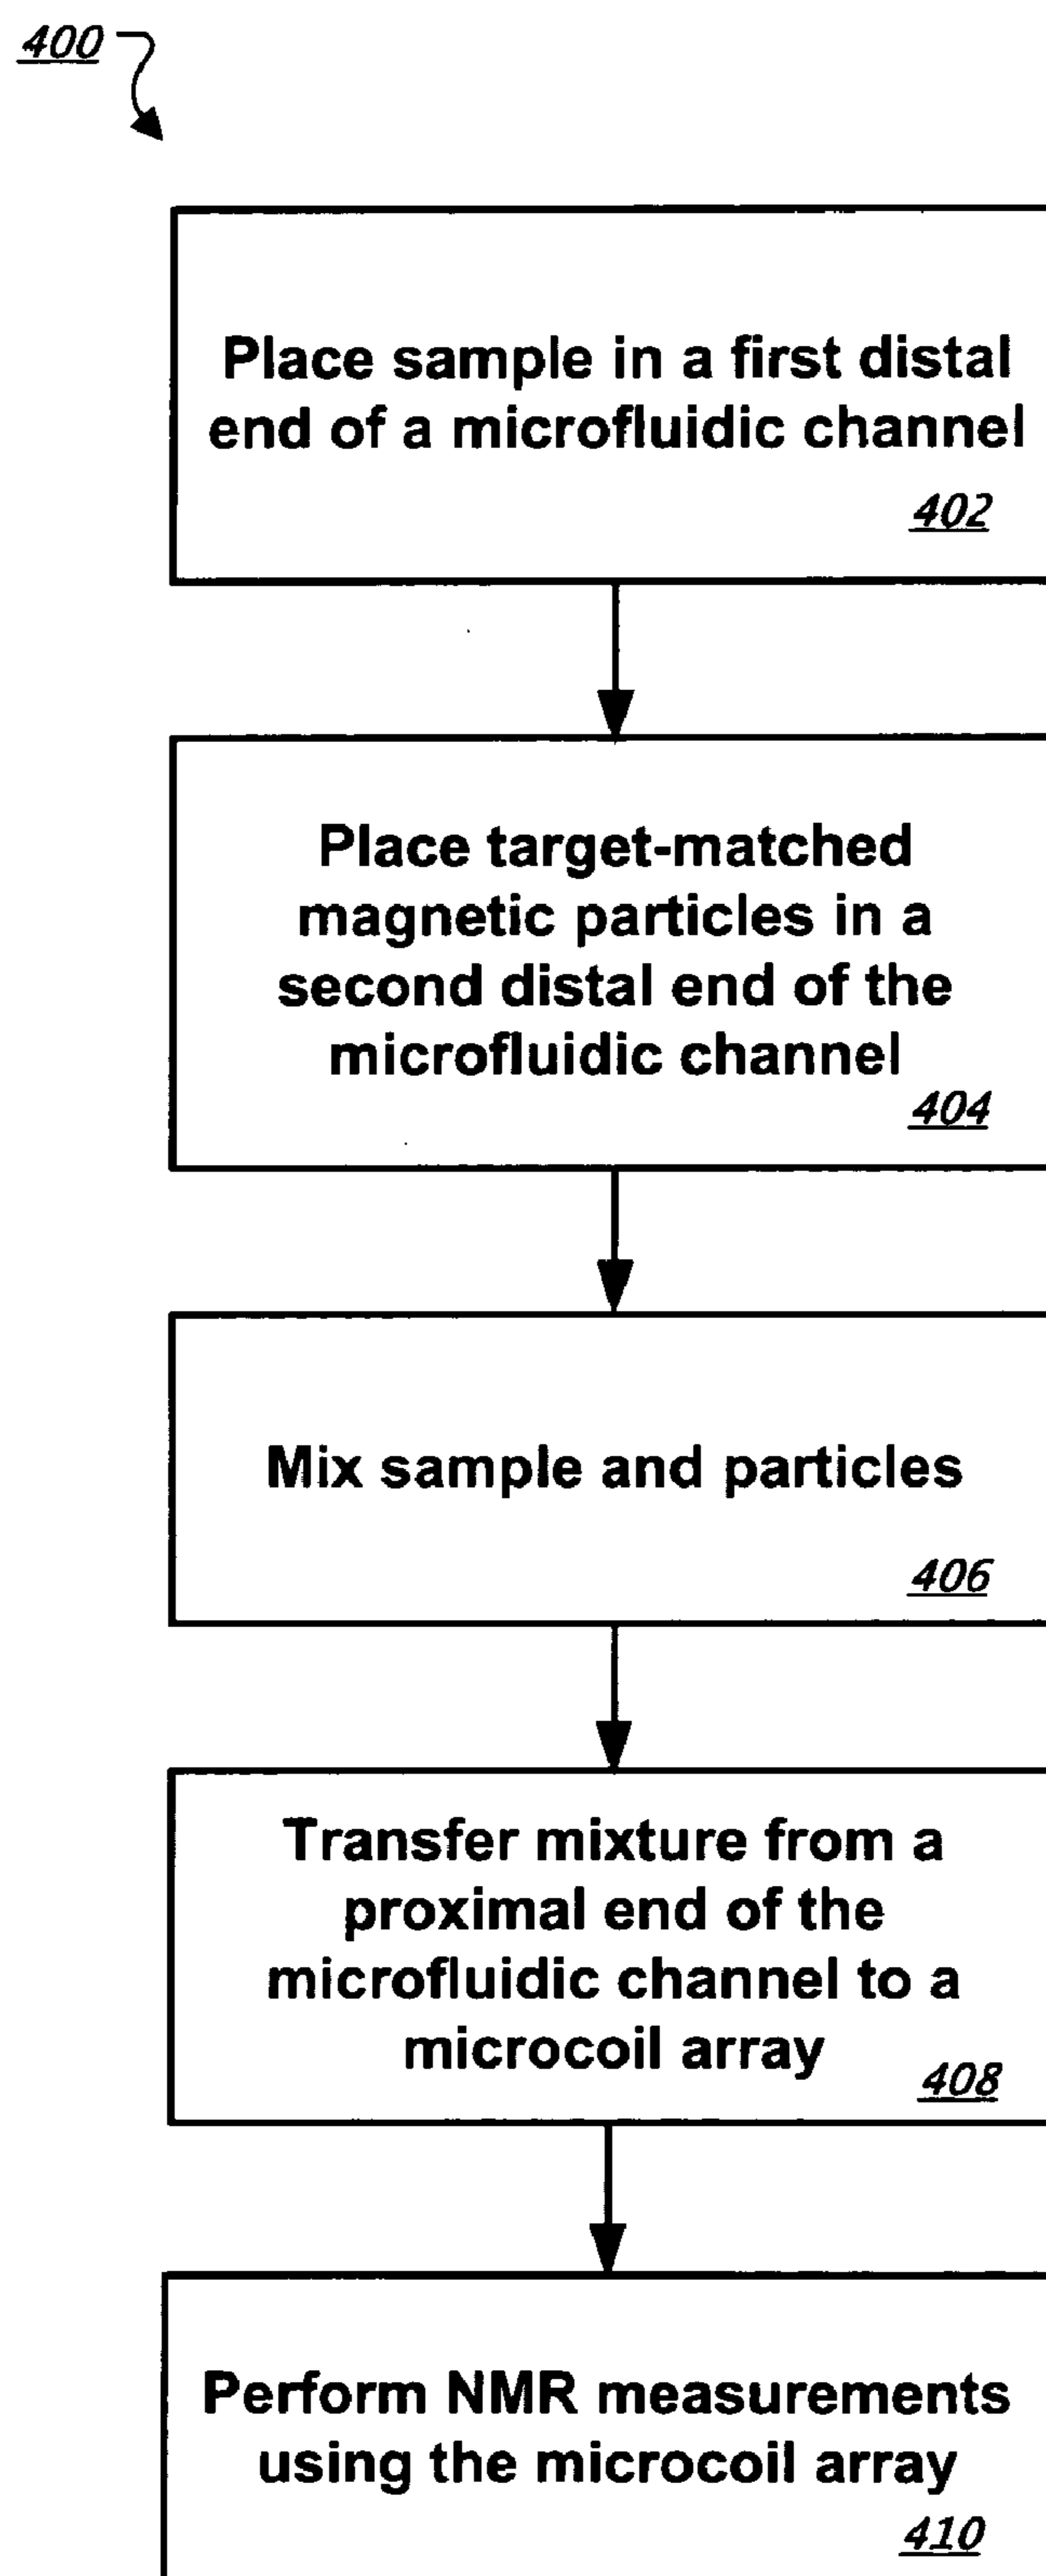 400
Place sample in a first distal
end of a microfluidic channel
402
Place target-matched
magnetic particles in a
second distal end of the
microfluidic channel
404
Mix sample and particles
406
Transfer mixture from a
proximal end of the
microfluidic channel to a
microcoil array
408
Perform NMR measurements
using the microcoil array
410